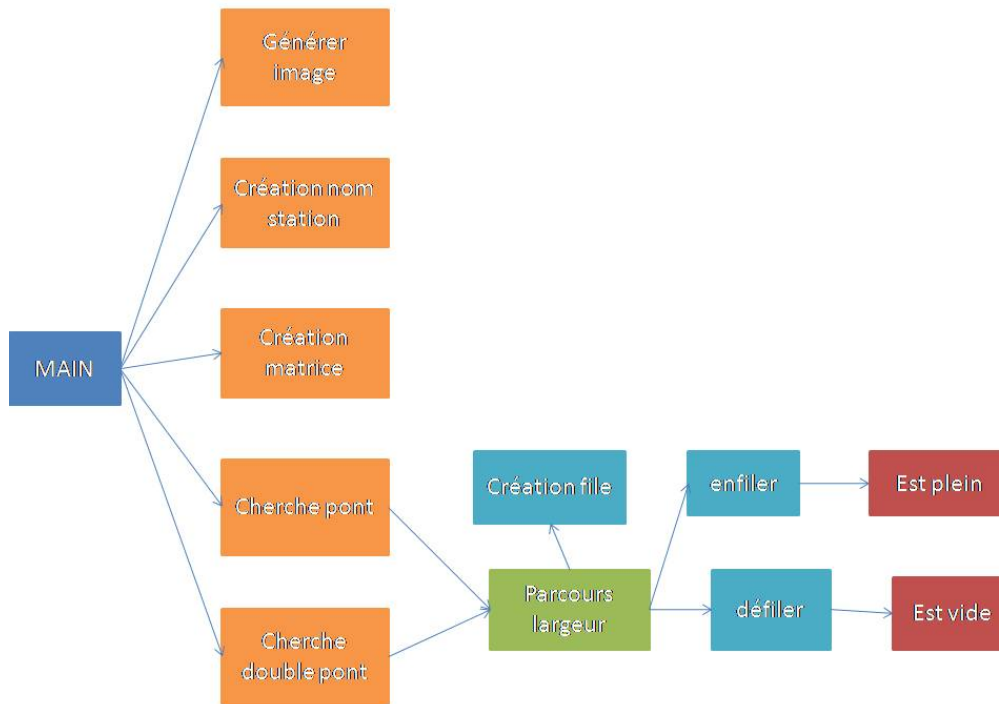 Générer
image
Création nom
station
MAIN
Création
matrice
Cherche pont
Création file
enfiler
Est plein
Parcours
largeur
défiler
Est vide
Cherche
double pont